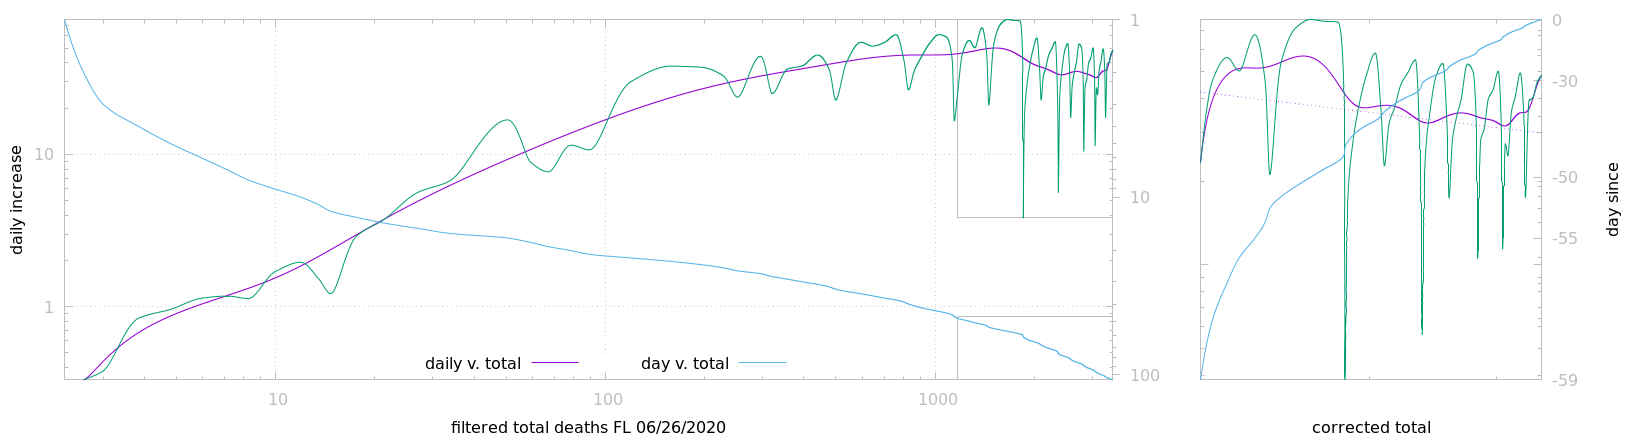 daily increase
10
1
daily v. total
day v. total
10
100
1000
filtered total deaths FL 06/26/2020
1
10
100
0
-30
-50
-55
-59
day since
corrected total